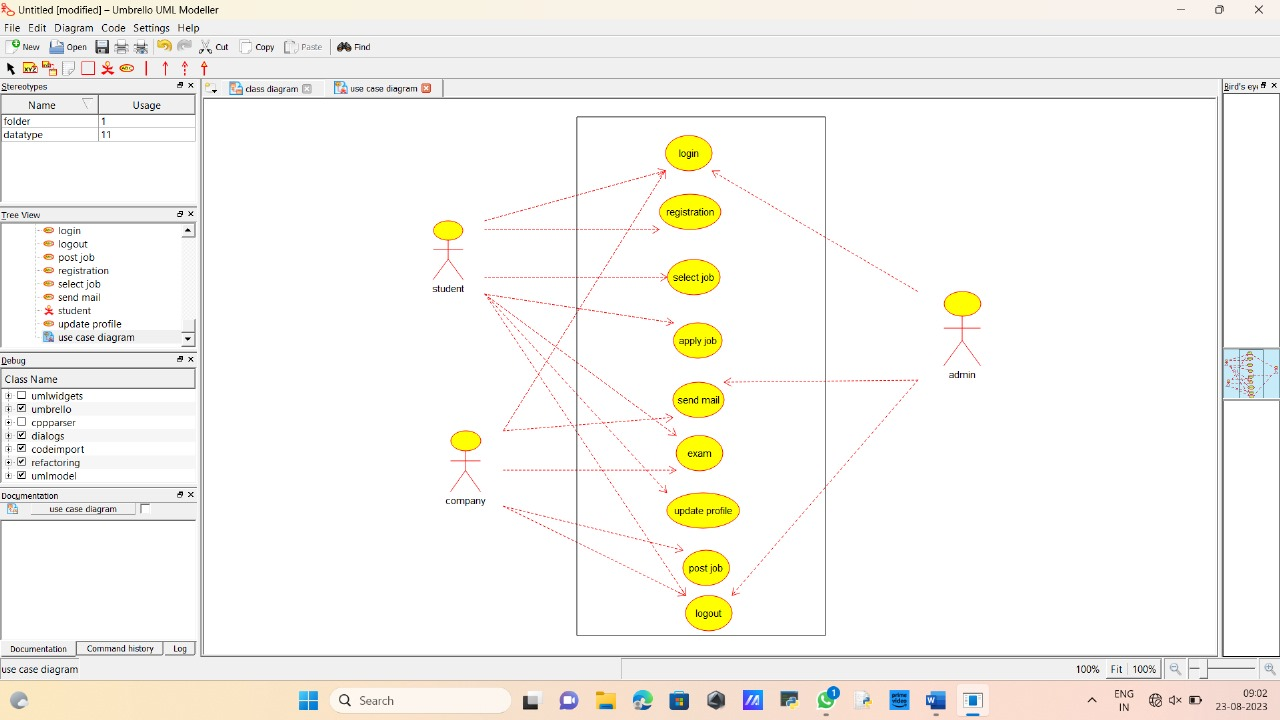 Untitled [modified] – Umbrello UML Modeller
File Edit Diagram Code Settings Help
New Open Cut Copy Paste Find
Stereotypes
Name Usage
folder 1
datatype 11
Tree View
login
logout
post job
registration
select job
send mail
student
update profile
use case diagram
Debug
Class Name
umlwidgets
umbrello
cppparser
dialogs
codeimport
refactoring
umlmodel
Documentation
use case diagram
Documentation Command history Log
use case diagram
class diagram use case diagram
login
registration
select job
apply job
send mail
exam
update profile
post job
logout
student
company
admin
Bird's ey
100% Fit 100%
Search
1
ENG
IN
09:02
23-08-2023